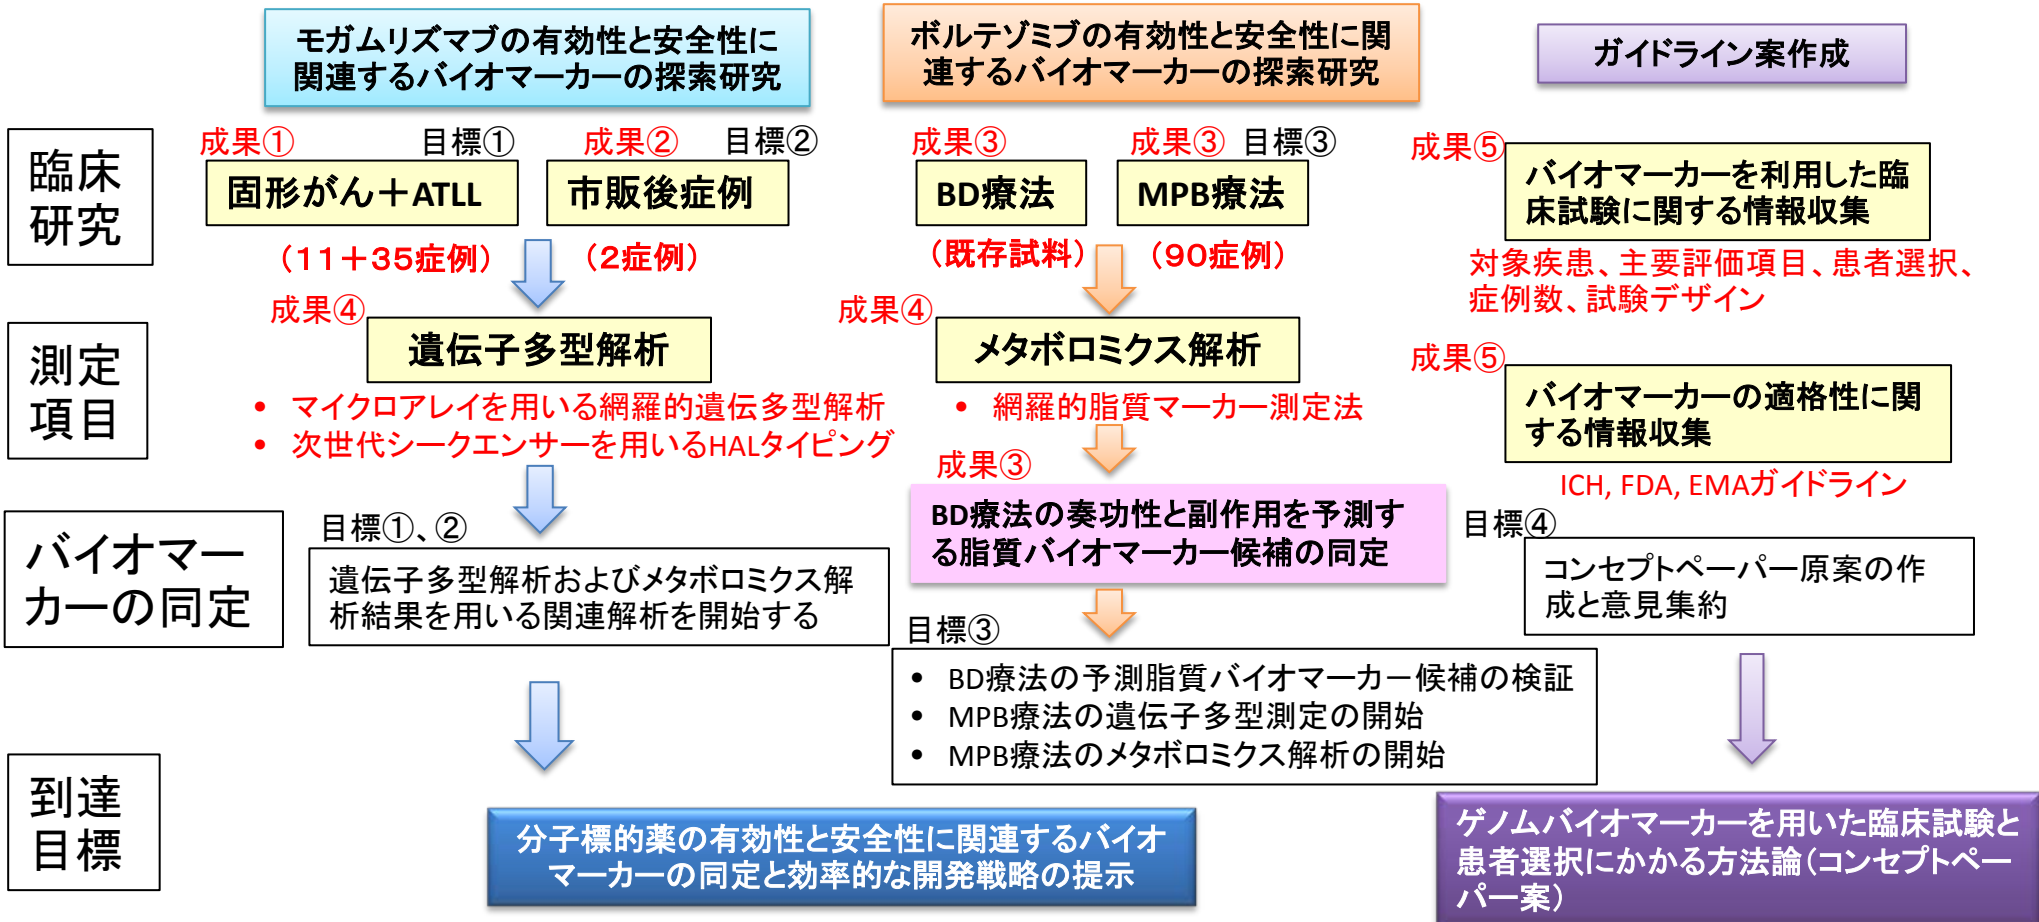 モガムリズマブの有効性と安全性に
関連するバイオマーカーの探索研究
ボルテゾミブの有効性と安全性に関
連するバイオマーカーの探索研究
ガイドライン案作成
臨床
研究
成果①
目標①
固形がん＋ATLL
（11＋35症例）
成果②
目標②
市販後症例
（2症例）
成果③
BD療法
（既存試料）
成果③
目標③
MPB療法
（90症例）
成果⑤
バイオマーカーを利用した臨
床試験に関する情報収集
対象疾患、主要評価項目、患者選択、
症例数、試験デザイン
測定
項目
成果④
遺伝子多型解析
• マイクロアレイを用いる網羅的遺伝多型解析
• 次世代シークエンサーを用いるHALタイピング
成果④
メタボロミクス解析
• 網羅的脂質マーカー測定法
成果⑤
バイオマーカーの適格性に関
する情報収集
ICH, FDA, EMAガイドライン
バイオマー
カーの同定
目標①、②
遺伝子多型解析およびメタボロミクス解
析結果を用いる関連解析を開始する
成果③
BD療法の奏功性と副作用を予測す
る脂質バイオマーカー候補の同定
目標③
• BD療法の予測脂質バイオマーカー候補の検証
• MPB療法の遺伝子多型測定の開始
• MPB療法のメタボロミクス解析の開始
目標④
コンセプトペーパー原案の作
成と意見集約
到達
目標
分子標的薬の有効性と安全性に関連するバイオ
マーカーの同定と効率的な開発戦略の提示
ゲノムバイオマーカーを用いた臨床試験と
患者選択にかかる方法論（コンセプトペー
パー案）